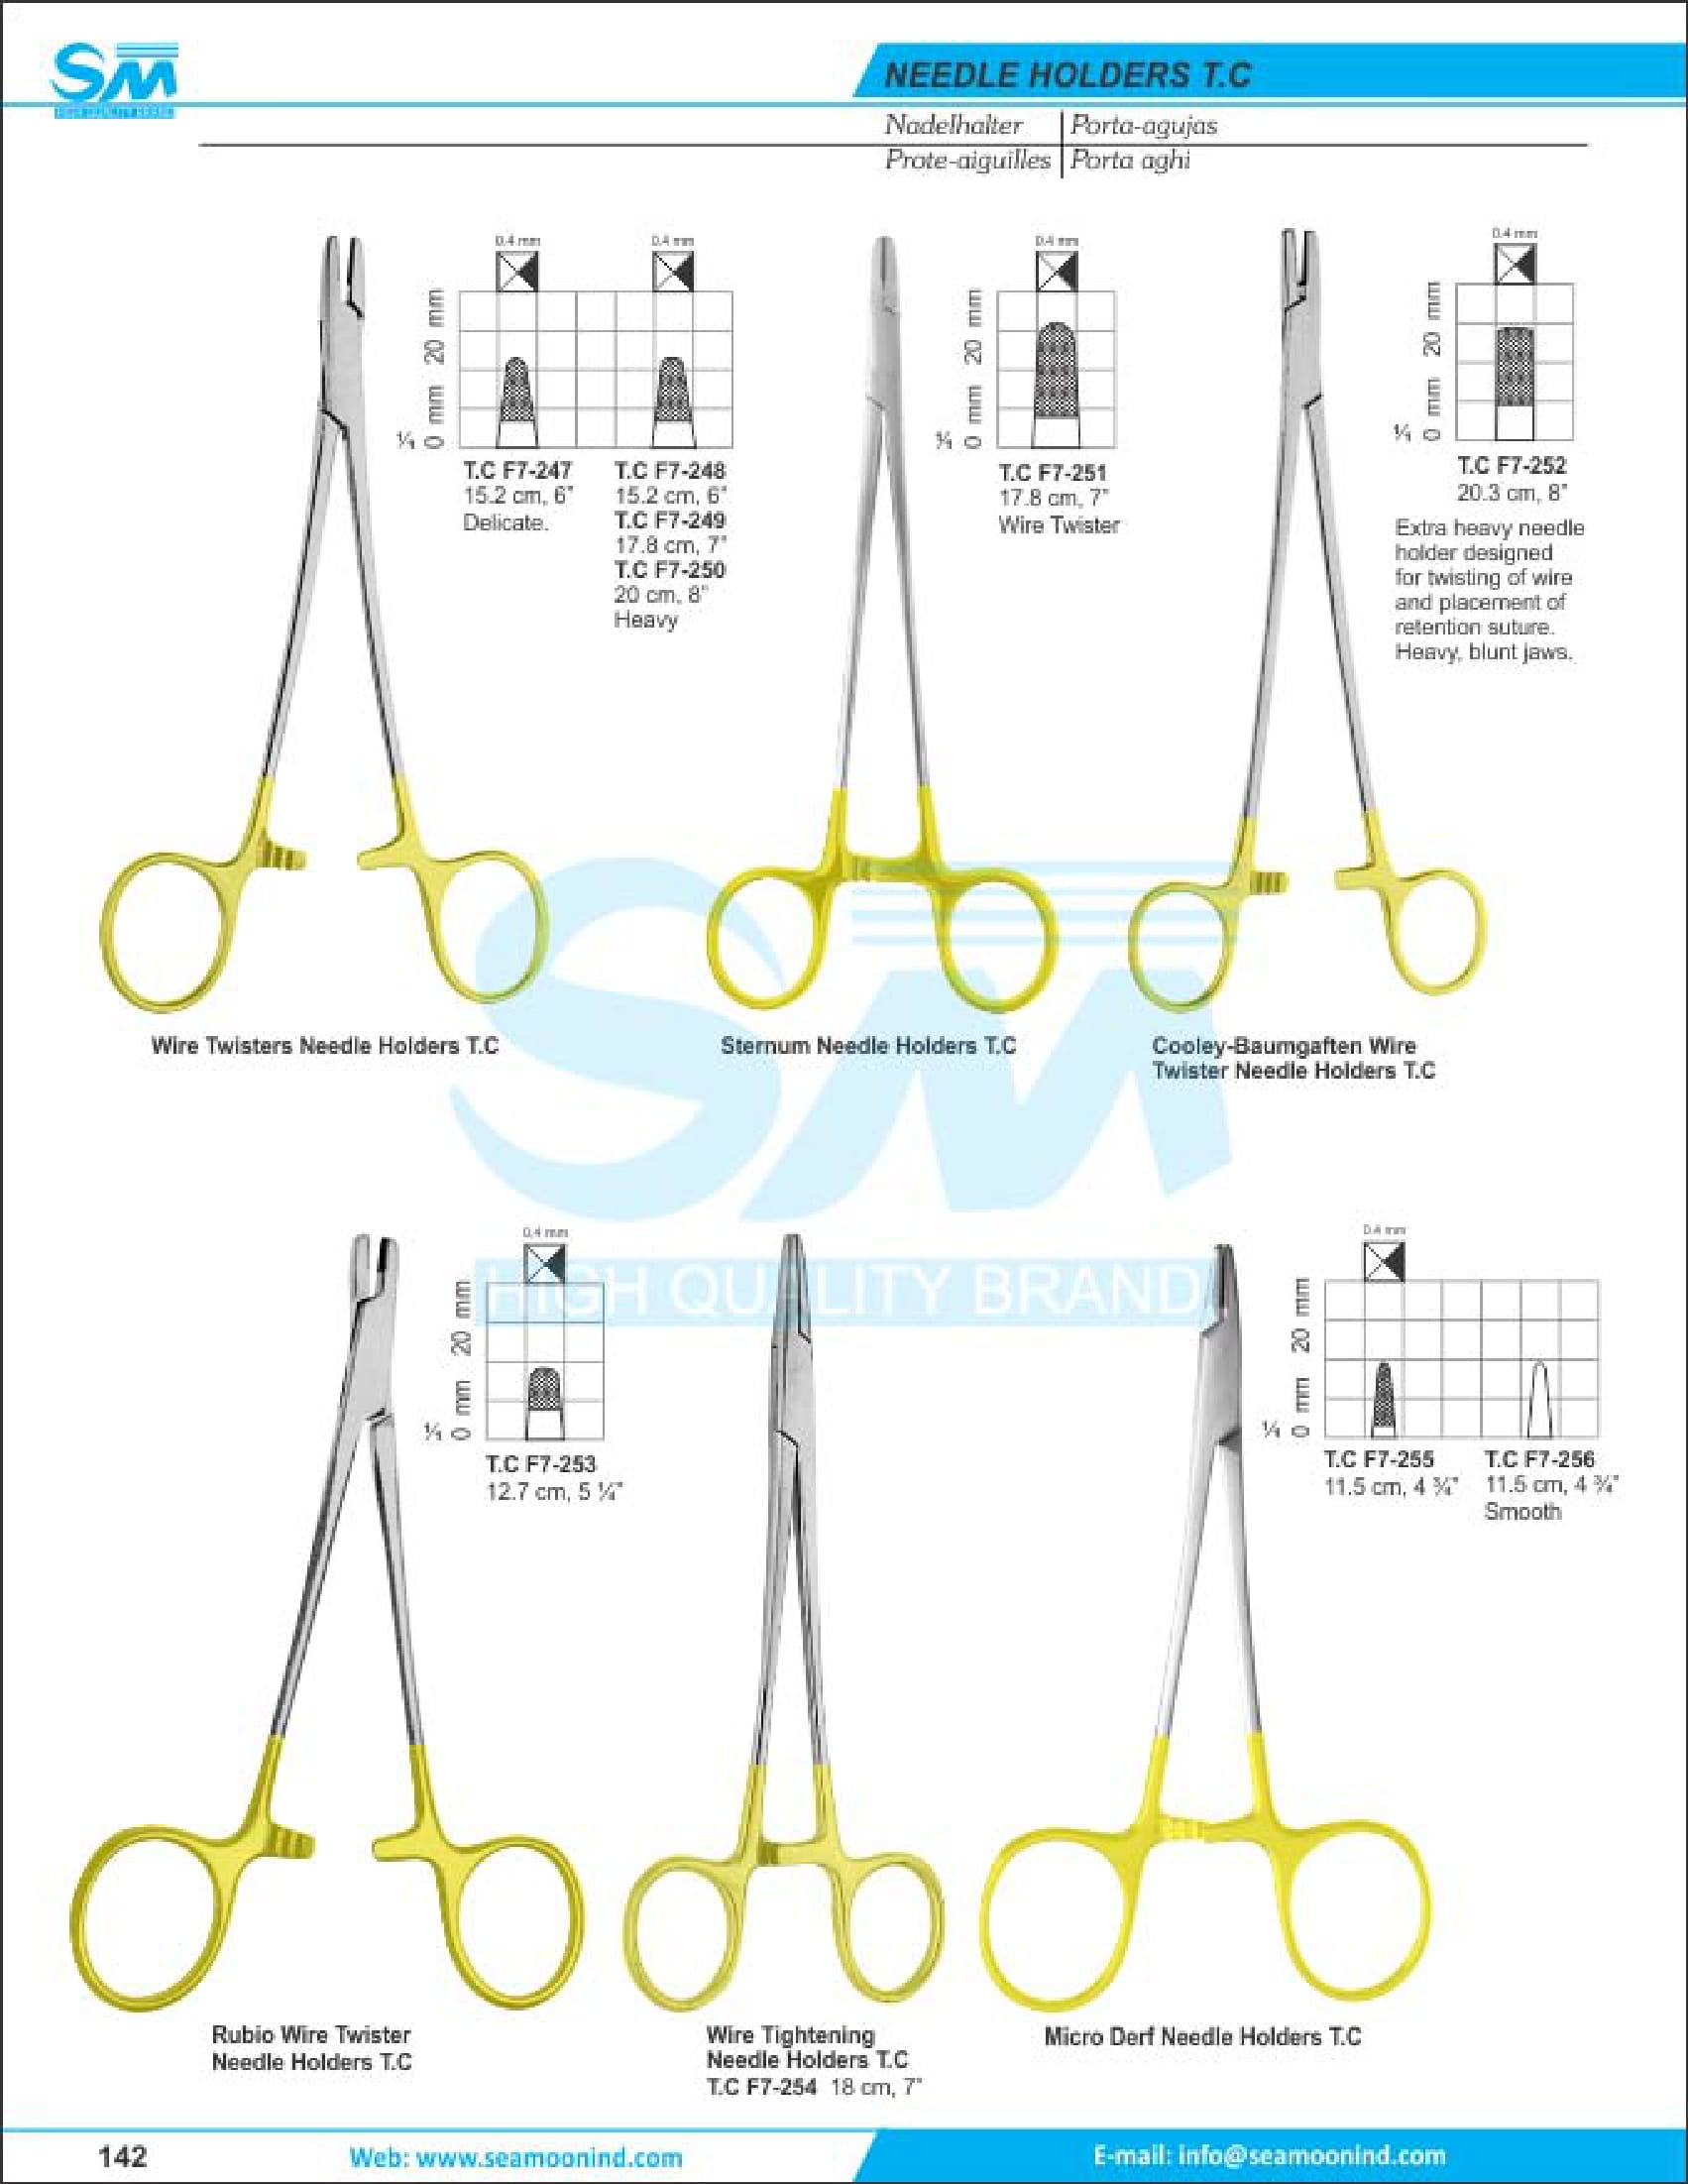 SM
NEEDLE HOLDERS T.C
Nadelhalter
Porta-agujas
Prote-aiguilles
Porta aghi
0.4 mm
0.4 mm
0 mm 20 mm
1/1
T.C F7-247
15.2 cm, 6"
Delicate.
T.C F7-248
15.2 cm, 6"
T.C F7-249
17.8 cm, 7"
T.C F7-250
20 cm, 8"
Heavy
Wire Twisters Needle Holders T.C
0.4 mm
0 mm 20 mm
T.C F7-251
17.8 cm, 7"
Wire Twister
Sternum Needle Holders T.C
0.4 mm
0 mm 20 mm
1/1
T.C F7-252
20.3 cm, 8"
Extra heavy needle
holder designed
for twisting of wire
and placement of
retention suture.
Heavy, blunt jaws.
Cooley-Baumgaften Wire
Twister Needle Holders T.C
SM
HIGH QUALITY BRAND.
0.4 mm
0 mm 20 mm
1/1
T.C F7-253
12.7 cm, 5 ¼"
Rubio Wire Twister
Needle Holders T.C
Wire Tightening
Needle Holders T.C
T.C F7-254 18 cm, 7"
0.4 mm
0 mm 20 mm
1/1
T.C F7-255
11.5 cm, 4 ¾"
T.C F7-256
11.5 cm, 4 ¾"
Smooth
Micro Derf Needle Holders T.C
142
Web: www.seamoonind.com
E-mail: info@seamoonind.com